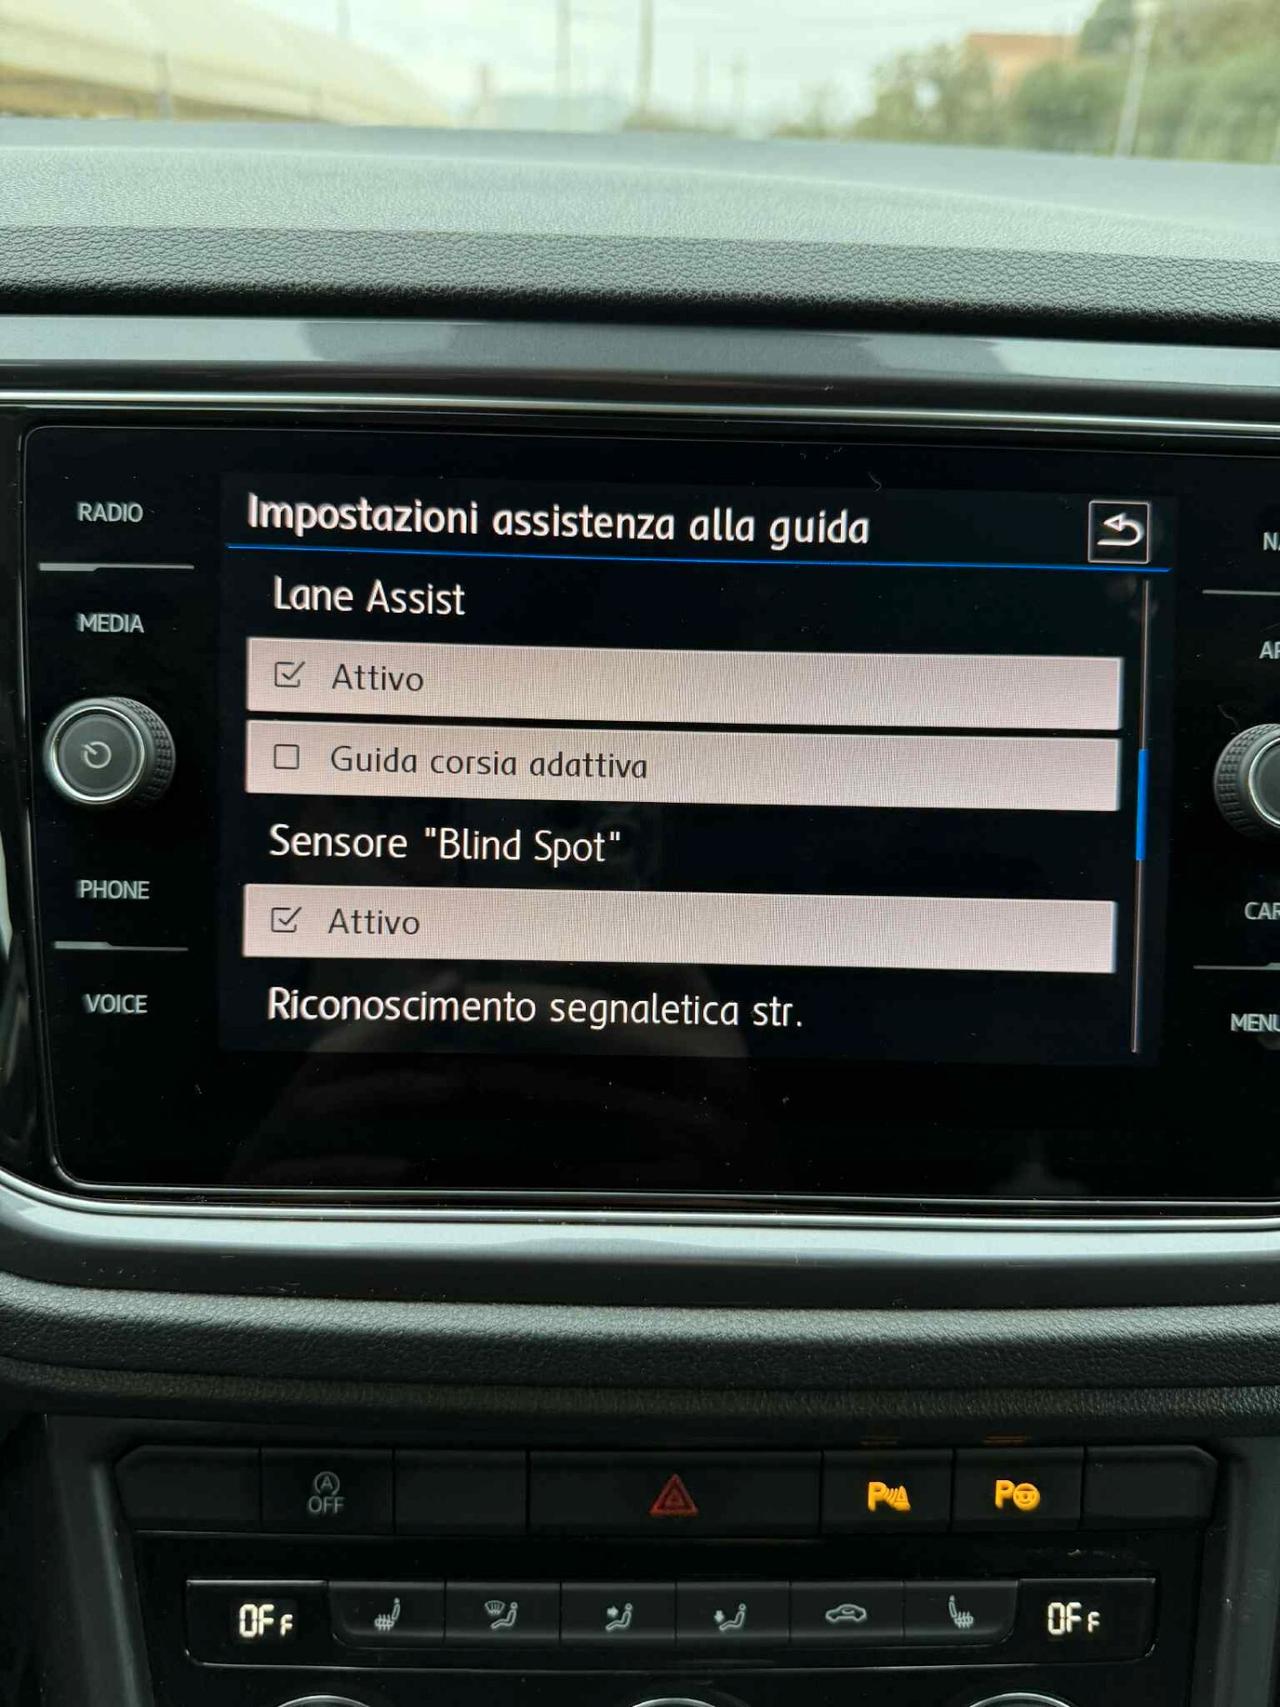 Impostazioni assistenza alla guida
RADIO
Lane Assist
MEDIA
Attivo
Guida corsia adattiva
Sensore "Blind Spot"
PHONE
Attivo
CAR
VOICE
Riconoscimento segnaletica str.
MENU
A
OFF
P
P
OFF
OFF